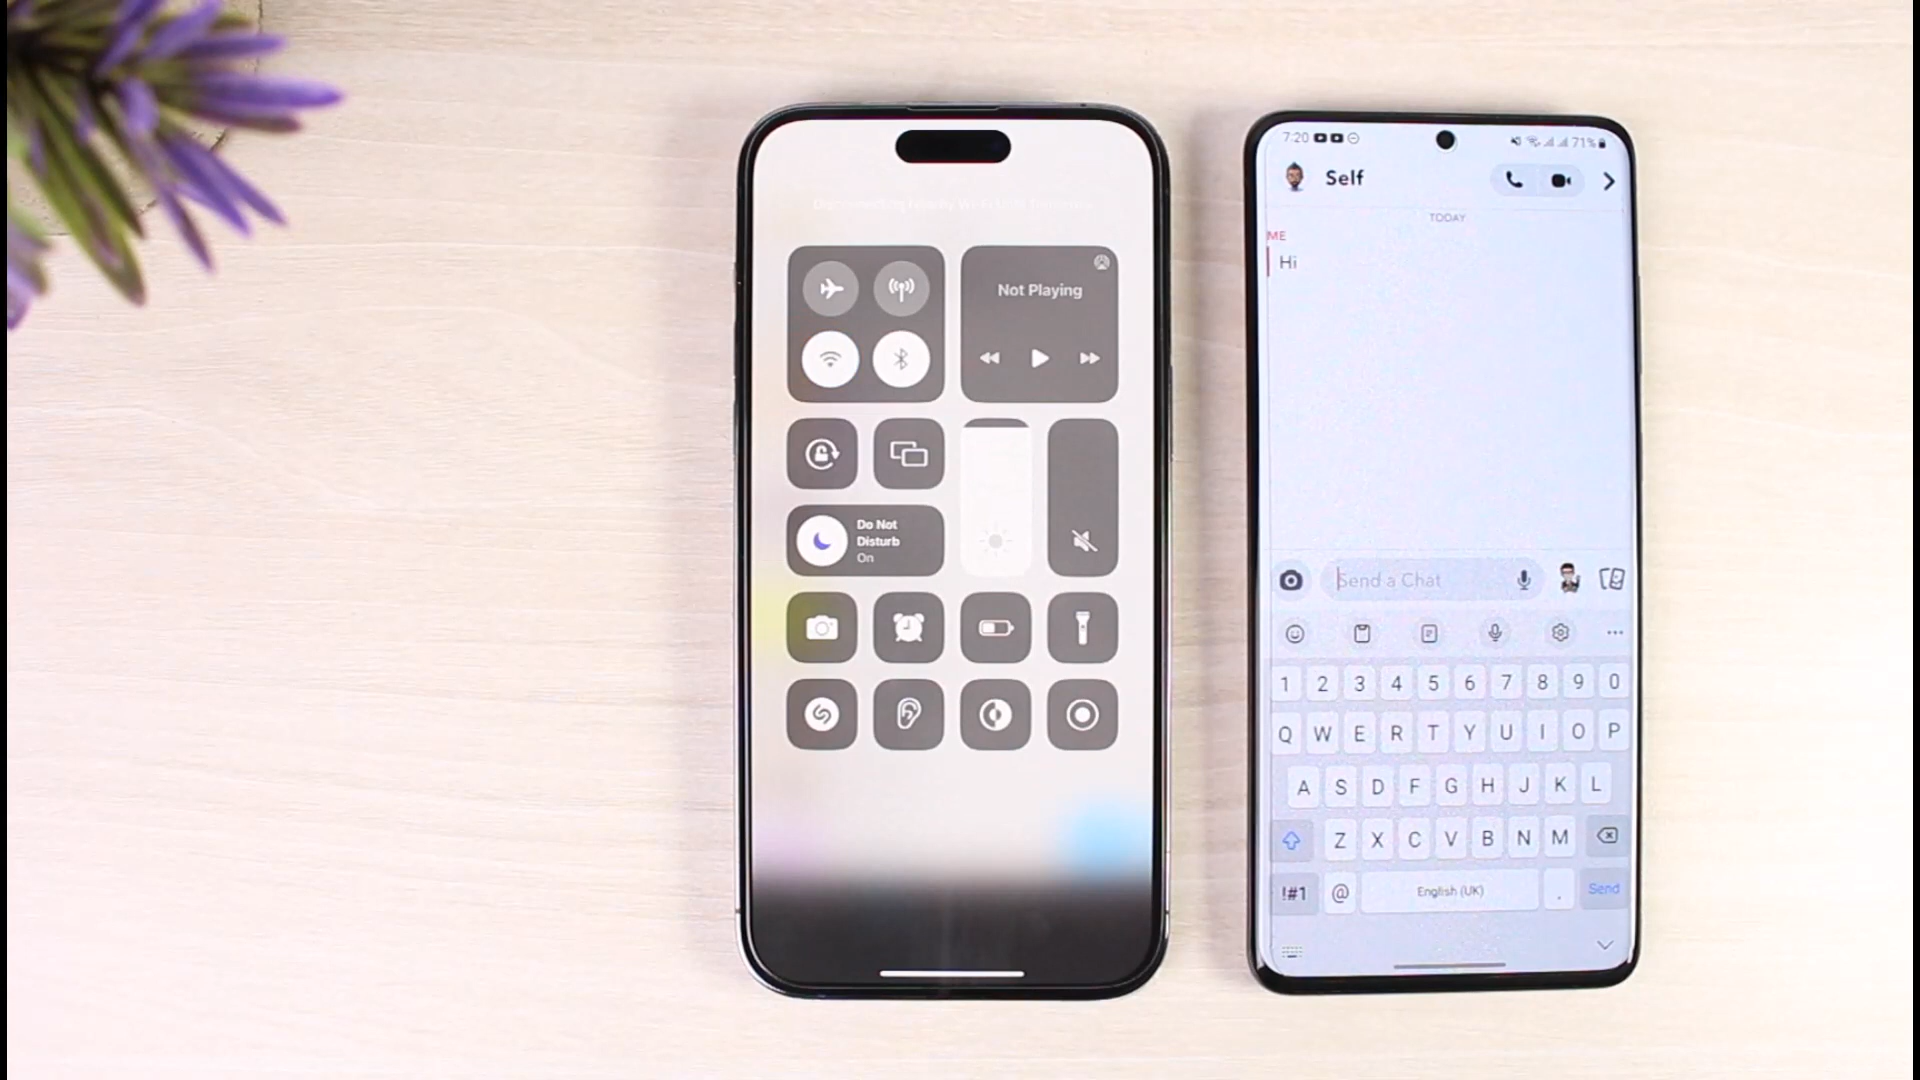 Not Playing
Do Not
Disturb
On
7:20
71%
Self
TODAY
ME
Hi
Send a Chat
1 2 3 4 5 6 7 8 9 0
Q W E R T Y U I O P
A S D F G H J K L
Z X C V B N M
!#1 @ English (UK) . Send